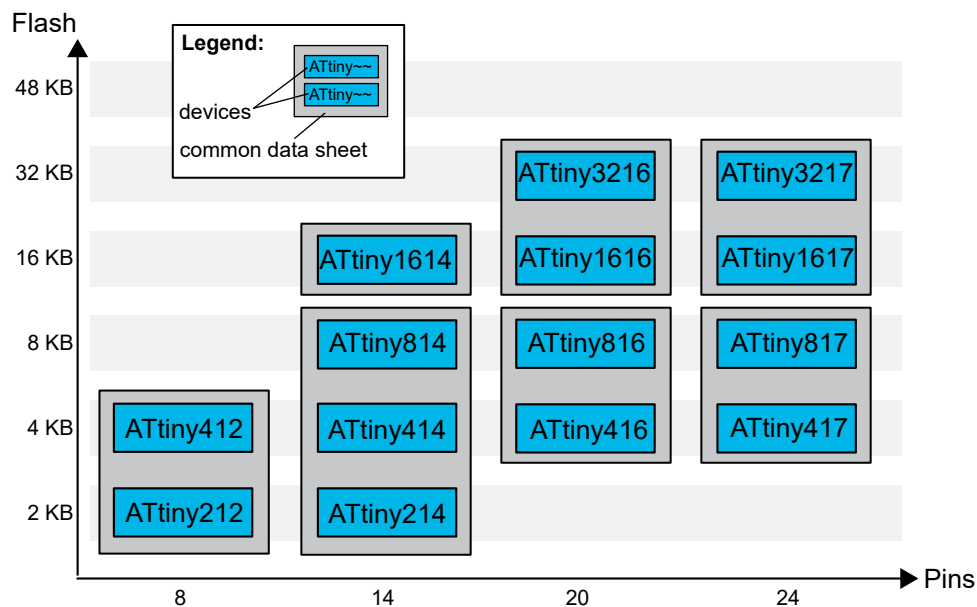 Flash
Legend:
ATtiny~~
ATtiny~~
devices
common data sheet
48 KB
32 KB
ATtiny3216
ATtiny3217
16 KB
ATtiny1614
ATtiny1616
ATtiny1617
8 KB
ATtiny814
ATtiny816
ATtiny817
4 KB
ATtiny412
ATtiny414
ATtiny416
ATtiny417
2 KB
ATtiny212
ATtiny214
Pins
8
14
20
24